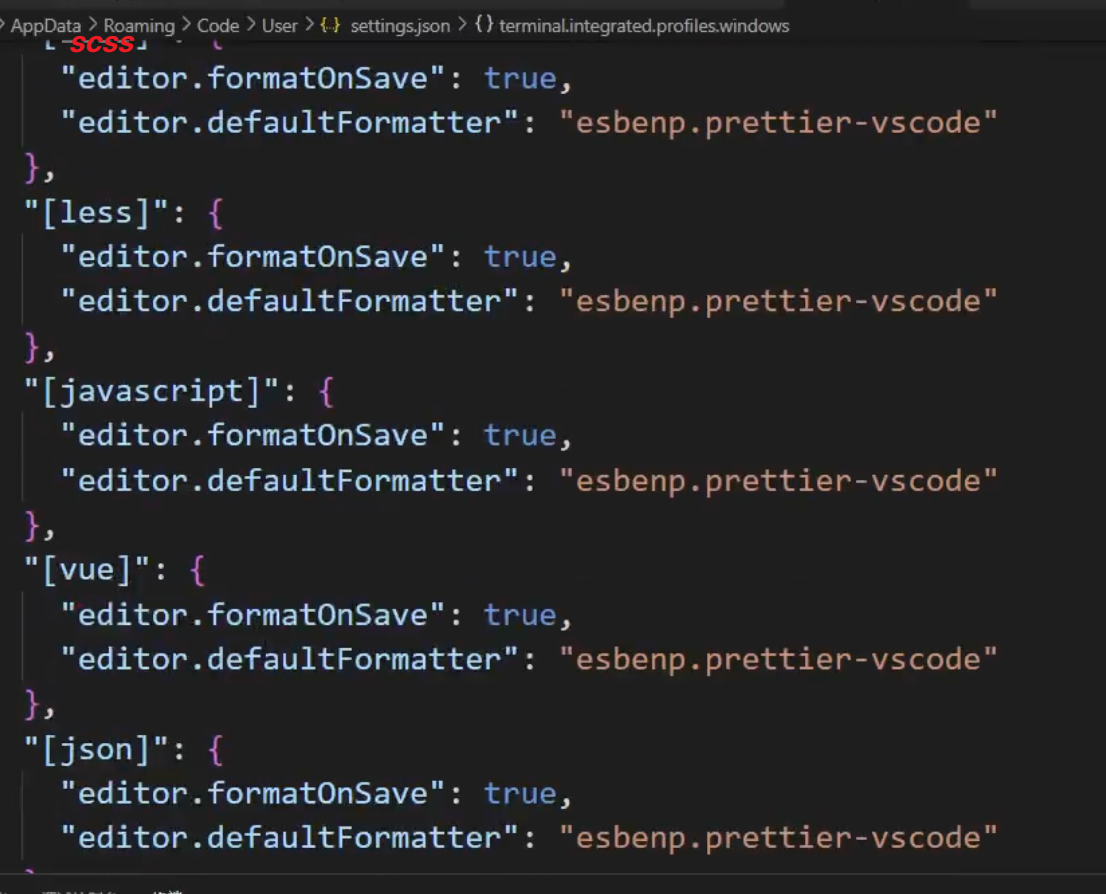 AppData > Roaming > Code > User > {} settings.json > {} terminal.integrated.profiles.windows
scss
"editor.formatOnSave": true,
"editor.defaultFormatter": "esbenp.prettier-vscode"
},
"[less]": {
"editor.formatOnSave": true,
"editor.defaultFormatter": "esbenp.prettier-vscode"
},
"[javascript]": {
"editor.formatOnSave": true,
"editor.defaultFormatter": "esbenp.prettier-vscode"
},
"[vue]": {
"editor.formatOnSave": true,
"editor.defaultFormatter": "esbenp.prettier-vscode"
},
"[json]": {
"editor.formatOnSave": true,
"editor.defaultFormatter": "esbenp.prettier-vscode"